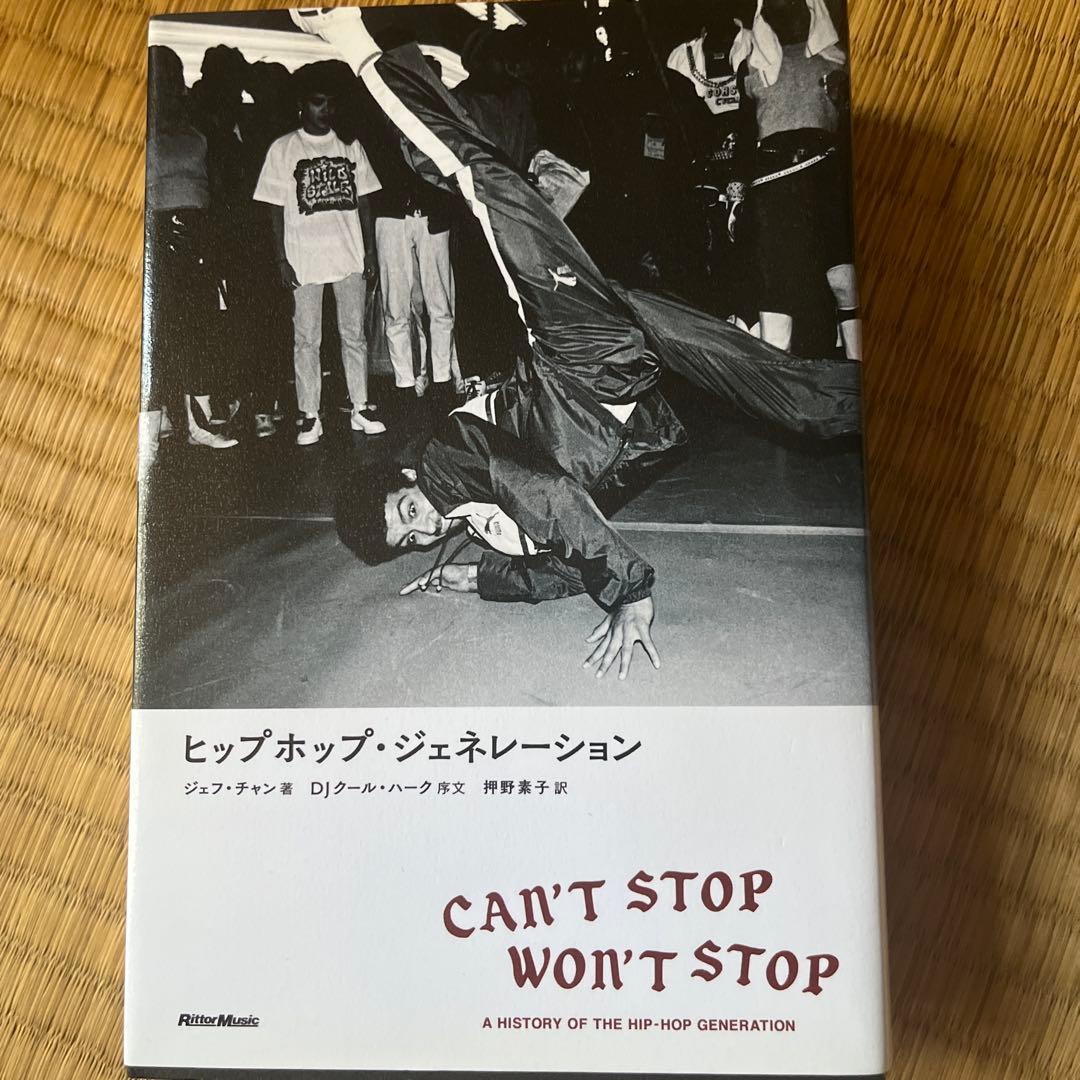 WILD
STYLE
ヒップホップ・ジェネレーション
ジェフ・チャン 著 DJクール・ハーク 序文 押野素子 訳
CAN'T STOP
WON'T STOP
A HISTORY OF THE HIP-HOP GENERATION
RittorMusic